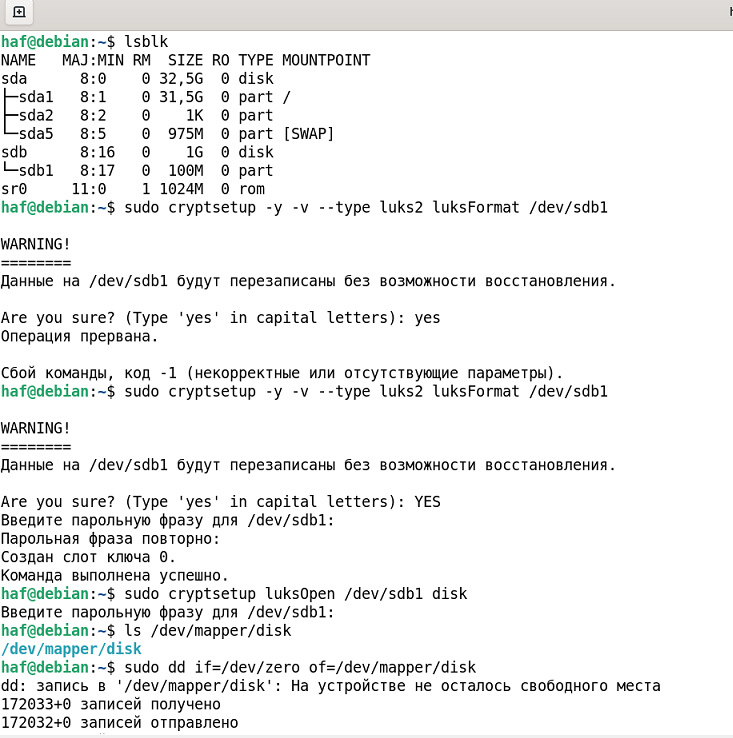 haf@debian:~$ lsblk
NAME   MAJ:MIN RM  SIZE RO TYPE MOUNTPOINT
sda      8:0    0 32,5G  0 disk
├─sda1   8:1    0 31,5G  0 part /
├─sda2   8:2    0    1K  0 part
└─sda5   8:5    0  975M  0 part [SWAP]
sdb      8:16   0    1G  0 disk
└─sdb1   8:17   0  100M  0 part
sr0     11:0    1 1024M  0 rom
haf@debian:~$ sudo cryptsetup -y -v --type luks2 luksFormat /dev/sdb1
WARNING!
========
Данные на /dev/sdb1 будут перезаписаны без возможности восстановления.
Are you sure? (Type 'yes' in capital letters): yes
Операция прервана.
Сбой команды, код -1 (некорректные или отсутствующие параметры).
haf@debian:~$ sudo cryptsetup -y -v --type luks2 luksFormat /dev/sdb1
WARNING!
========
Данные на /dev/sdb1 будут перезаписаны без возможности восстановления.
Are you sure? (Type 'yes' in capital letters): YES
Введите парольную фразу для /dev/sdb1:
Парольная фраза повторно:
Создан слот ключа 0.
Команда выполнена успешно.
haf@debian:~$ sudo cryptsetup luksOpen /dev/sdb1 disk
Введите парольную фразу для /dev/sdb1:
haf@debian:~$ ls /dev/mapper/disk
/dev/mapper/disk
haf@debian:~$ sudo dd if=/dev/zero of=/dev/mapper/disk
dd: запись в '/dev/mapper/disk': На устройстве не осталось свободного места
172033+0 записей получено
172032+0 записей отправлено